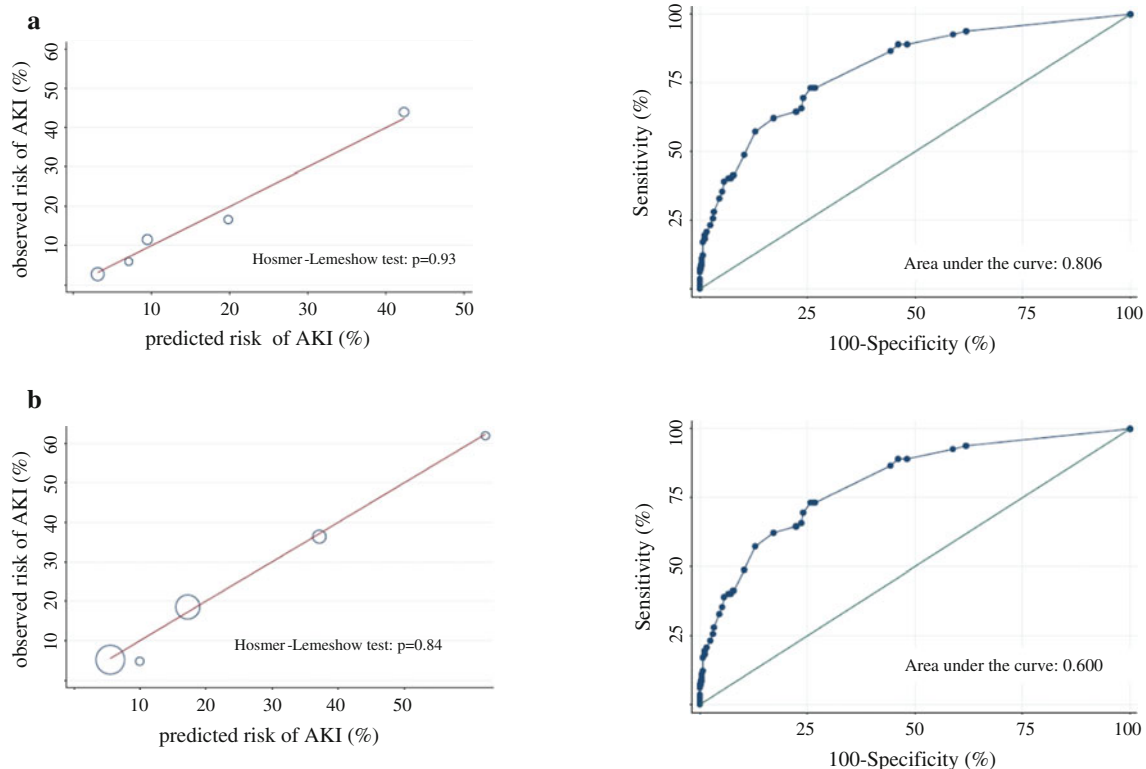 a
observed risk of AKI (%)
60
50
40
30
20
10
Hosmer-Lemeshow test: p=0.93
10 20 30 40 50
predicted risk of AKI (%)
Sensitivity (%)
100
75
50
25
Area under the curve: 0.806
25 50 75 100
100-Specificity (%)
b
observed risk of AKI (%)
60
50
40
30
20
10
Hosmer-Lemeshow test: p=0.84
10 20 30 40 50
predicted risk of AKI (%)
Sensitivity (%)
100
75
50
25
Area under the curve: 0.600
25 50 75 100
100-Specificity (%)